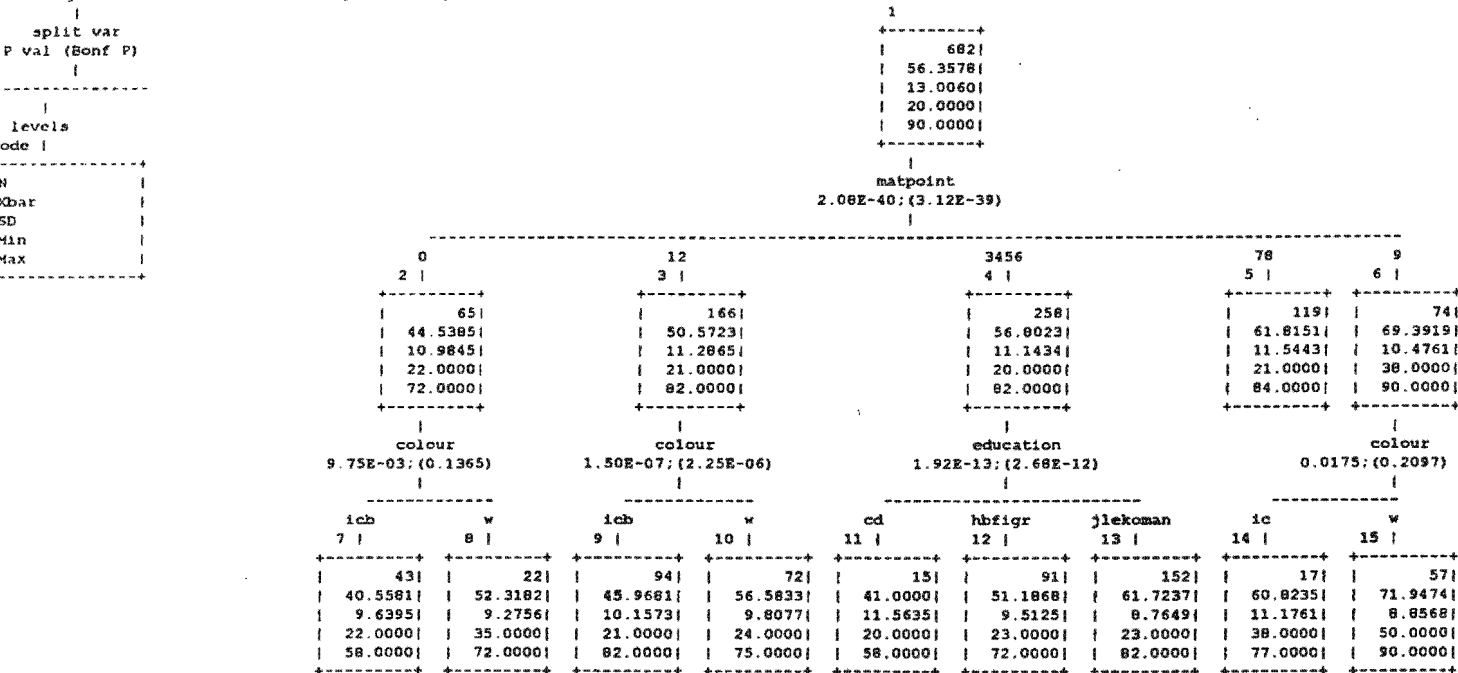 split var
P val (Bonf P)
levels
ode
N
Xbar
SD
Min
Max
1
682
56.3578
13.0060
20.0000
90.0000
matpoint
2.08E-40;(3.12E-39)
0 12 3456 78 9
2 3 4 5 6
65 166 258 119 74
44.5385 50.5723 56.8023 61.8151 69.3919
10.9845 11.2865 11.1434 11.5443 10.4761
22.0000 21.0000 20.0000 21.0000 38.0000
72.0000 82.0000 82.0000 84.0000 90.0000
colour colour education colour
9.75E-03;(0.1365) 1.50E-07;(2.25E-06) 1.92E-13;(2.68E-12) 0.0175;(0.2097)
icb w icb w cd hbfigr jlekoman ic w
7 8 9 10 11 12 13 14 15
43 22 94 72 15 91 152 17 57
40.5581 52.3182 45.9681 56.5833 41.0000 51.1868 61.7237 60.8235 71.9474
9.6395 9.2756 10.1573 9.8077 11.5635 9.5125 8.7649 11.1761 8.8568
22.0000 35.0000 21.0000 24.0000 20.0000 23.0000 23.0000 38.0000 50.0000
58.0000 72.0000 82.0000 75.0000 58.0000 72.0000 82.0000 77.0000 90.0000